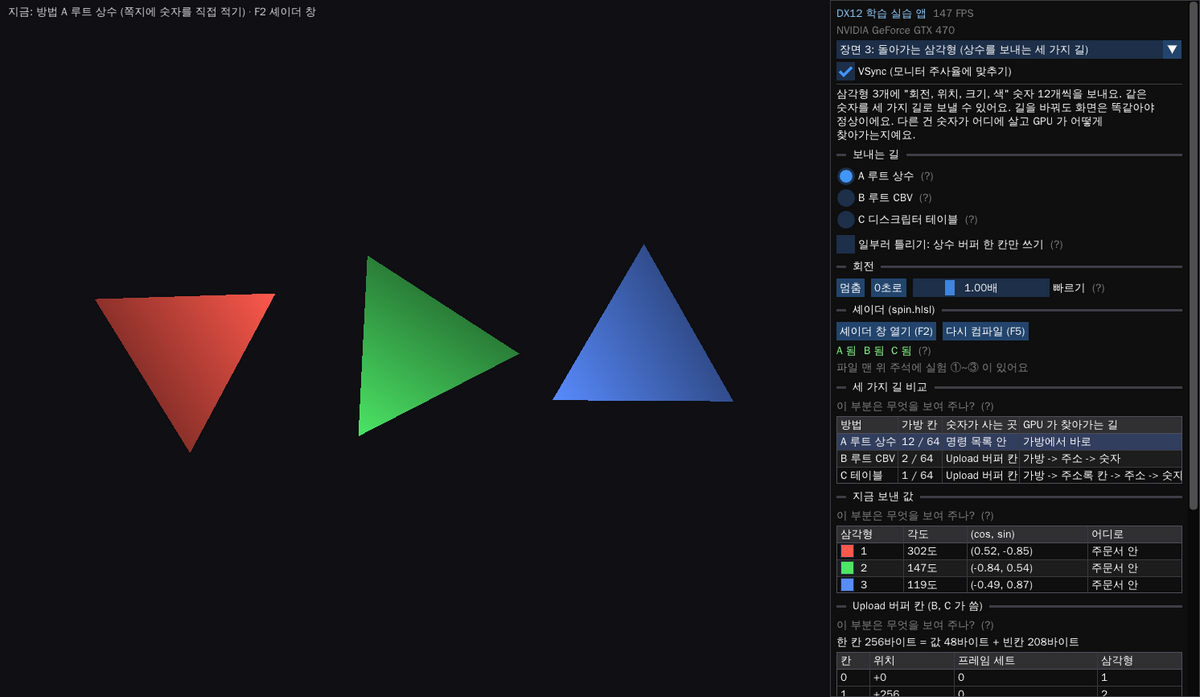 지금: 방법 A 루트 상수 (쪽지에 숫자를 직접 적기) · F2 셰이더 창
DX12 학습 실습 앱 147 FPS
NVIDIA GeForce GTX 470
장면 3: 돌아가는 삼각형 (상수를 보내는 세 가지 길)
VSync (모니터 주사율에 맞추기)
삼각형 3개에 "회전, 위치, 크기, 색" 숫자 12개씩을 보내요. 같은
숫자를 세 가지 길로 보낼 수 있어요. 길을 바꿔도 화면은 똑같아야
정상이에요. 다른 건 숫자가 어디에 살고 GPU 가 어떻게
찾아가는지예요.
보내는 길
A 루트 상수 (?)
B 루트 CBV (?)
C 디스크립터 테이블 (?)
일부러 틀리기: 상수 버퍼 한 칸만 쓰기 (?)
회전
멈춤 0초로 1.00배 빠르기 (?)
셰이더 (spin.hlsl)
셰이더 창 열기 (F2) 다시 컴파일 (F5)
A 됨 B 됨 C 됨 (?)
파일 맨 위 주석에 실험 ①~③ 이 있어요
세 가지 길 비교
이 부분은 무엇을 보여 주나? (?)
방법 가방 칸 숫자가 사는 곳 GPU 가 찾아가는 길
A 루트 상수 12 / 64 명령 목록 안 가방에서 바로
B 루트 CBV 2 / 64 Upload 버퍼 칸 가방 -> 주소 -> 숫자
C 테이블 1 / 64 Upload 버퍼 칸 가방 -> 주소록 칸 -> 주소 -> 숫자
지금 보낸 값
이 부분은 무엇을 보여 주나? (?)
삼각형 각도 (cos, sin) 어디로
1 302도 (0.52, -0.85) 주문서 안
2 147도 (-0.84, 0.54) 주문서 안
3 119도 (-0.49, 0.87) 주문서 안
Upload 버퍼 칸 (B, C 가 씀)
이 부분은 무엇을 보여 주나? (?)
한 칸 256바이트 = 값 48바이트 + 빈칸 208바이트
칸 위치 프레임 세트 삼각형
0 +0 0 1
1 +256 0 2